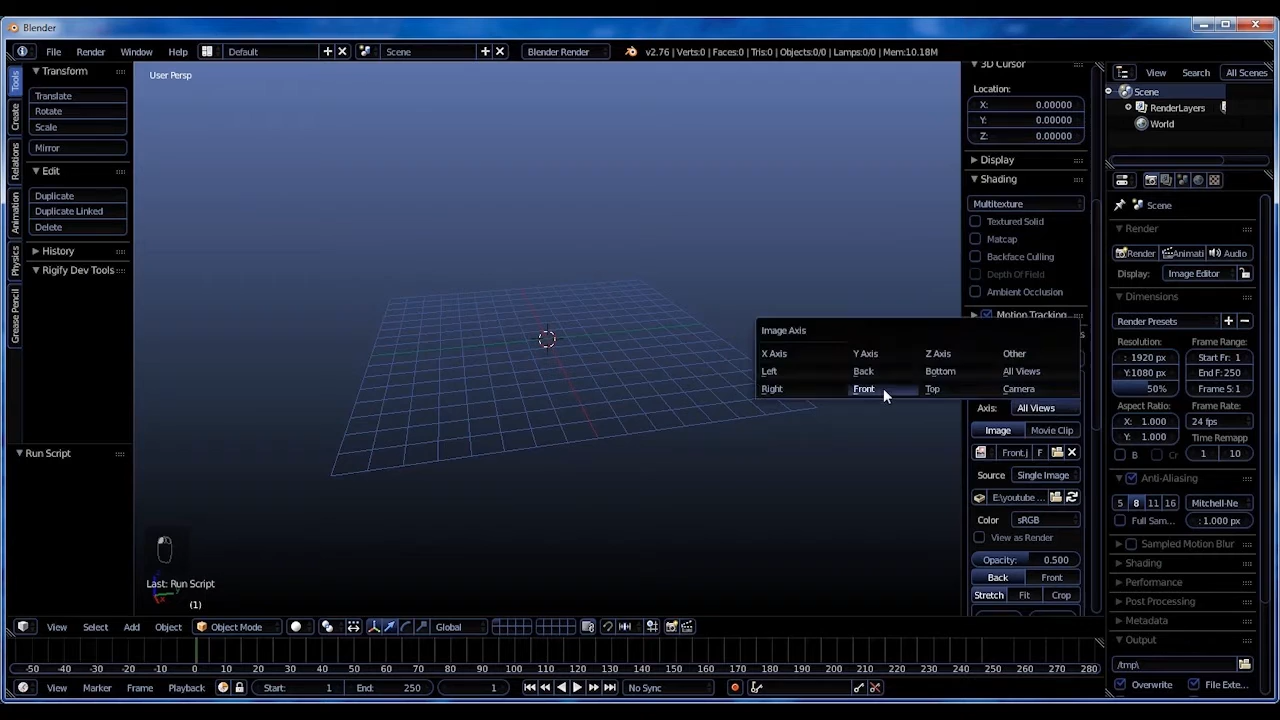 Blender
File Render Window Help Default Scene Blender Render v2.76 | Verts:0 | Faces:0 | Tris:0 | Objects:0/0 | Lamps:0/0 | Mem:10.18M
Tools
Create
Relations
Animation
Physics
Grease Pencil
Transform
Translate
Rotate
Scale
Mirror
Edit
Duplicate
Duplicate Linked
Delete
History
Rigify Dev Tools
Run Script
User Persp
Last: Run Script
(1)
Image Axis
X Axis Y Axis Z Axis Other
Left Back Bottom All Views
Right Front Top Camera
3D Cursor
Location:
X: 0.00000
Y: 0.00000
Z: 0.00000
Display
Shading
Multitexture
Textured Solid
Matcap
Backface Culling
Depth Of Field
Ambient Occlusion
Motion Tracking
Axis: All Views
Image Movie Clip
Front.j F
Source Single Image
E:\youtube ...
Color sRGB
View as Render
Opacity: 0.500
Back Front
Stretch Fit Crop
View Search All Scenes
Scene
RenderLayers
World
Scene
Render
Render Animati Audio
Display: Image Editor
Dimensions
Render Presets
Resolution: Frame Range:
: 1920 px Start Fr: 1
Y:1080 px End F: 250
50% Frame S:1
Aspect Ratio: Frame Rate:
X: 1.000 24 fps
Y: 1.000 Time Remapp
B Cr 1 10
Anti-Aliasing
5 8 11 16 Mitchell-Ne
Full Sam... : 1.000 px
Sampled Motion Blur
Shading
Performance
Post Processing
Metadata
Output
/tmp\
Overwrite File Exte...
View Select Add Object Object Mode Global
-50 -40 -30 -20 -10 0 10 20 30 40 50 60 70 80 90 100 110 120 130 140 150 160 170 180 190 200 210 220 230 240 250 260 270 280
View Marker Frame Playback Start: 1 End: 250 1 No Sync